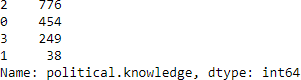 2    776
0    454
3    249
1     38
Name: political.knowledge, dtype: int64